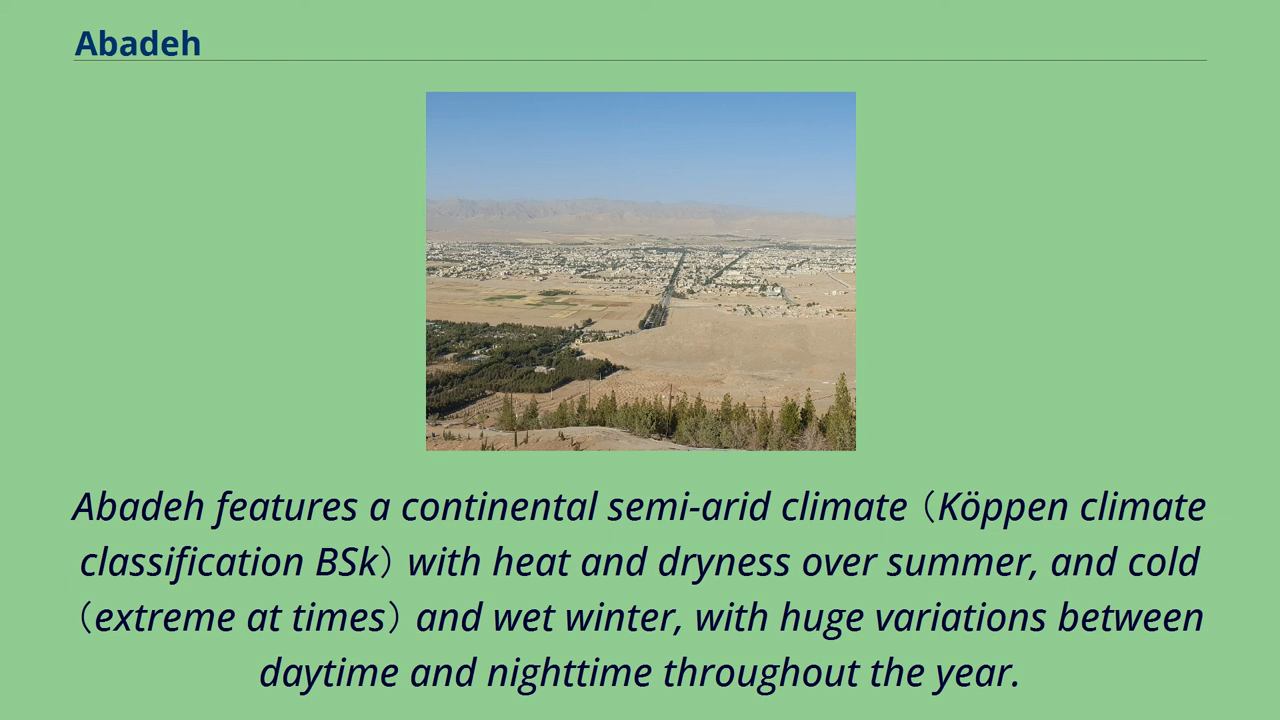 Abadeh
Abadeh features a continental semi-arid climate（Köppen climate
classification BSk）with heat and dryness over summer, and cold
（extreme at times）and wet winter, with huge variations between
daytime and nighttime throughout the year.